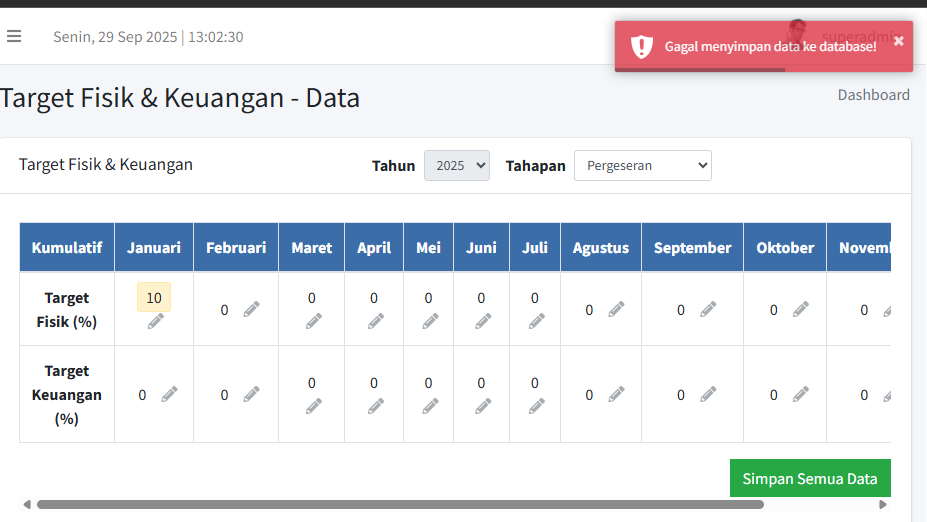 Senin, 29 Sep 2025 | 13:02:30
superadmin
Gagal menyimpan data ke database! ×
Target Fisik & Keuangan - Data
Dashboard
Target Fisik & Keuangan
Tahun 2025 Tahapan Pergeseran
Kumulatif Januari Februari Maret April Mei Juni Juli Agustus September Oktober Novem
Target Fisik (%) 10 0 0 0 0 0 0 0 0 0 0
Target Keuangan (%) 0 0 0 0 0 0 0 0 0 0 0
Simpan Semua Data